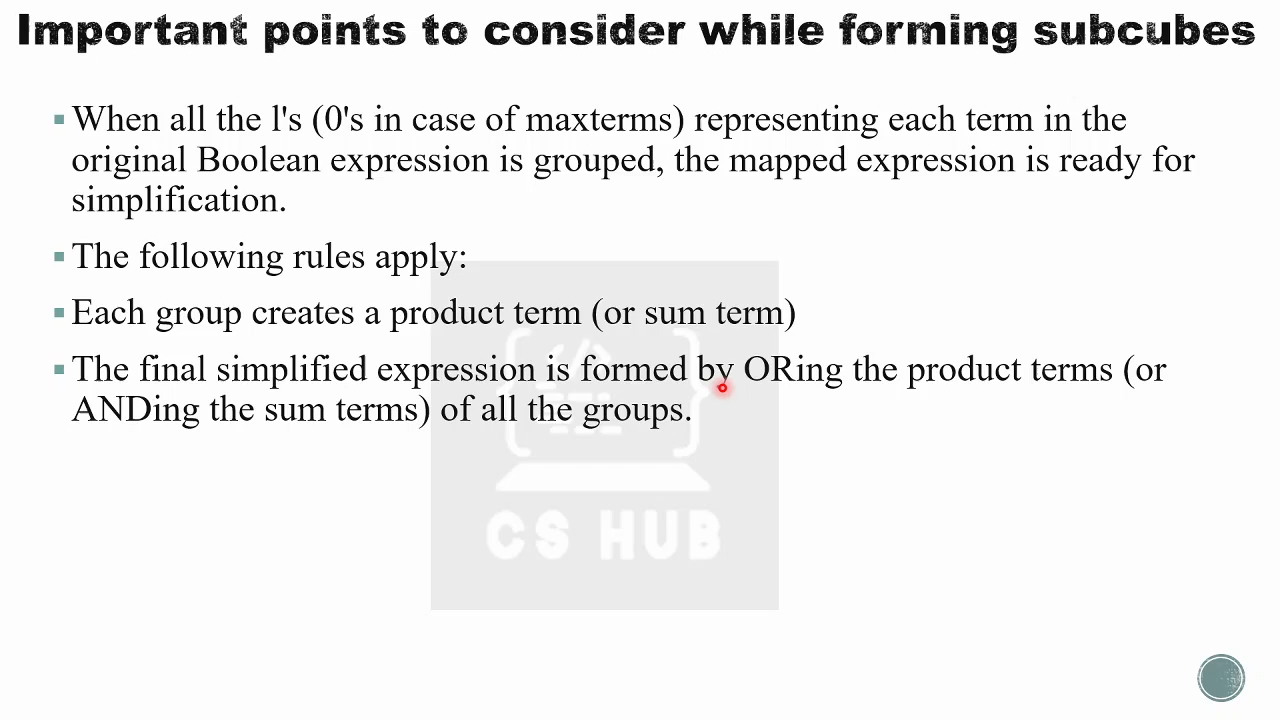 Important points to consider while forming subcubes
▪ When all the l's (0's in case of maxterms) representing each term in the
original Boolean expression is grouped, the mapped expression is ready for
simplification.
▪ The following rules apply:
▪ Each group creates a product term (or sum term)
▪ The final simplified expression is formed by ORing the product terms (or
ANDing the sum terms) of all the groups.
CS HUB